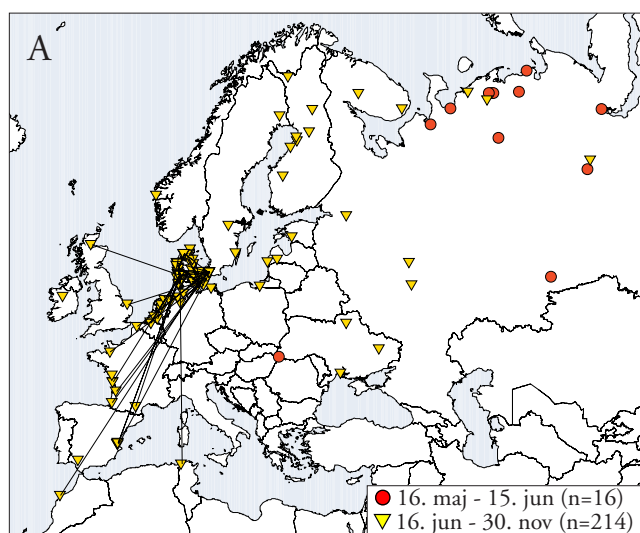 A
16. maj - 15. jun (n=16)
16. jun - 30. nov (n=214)